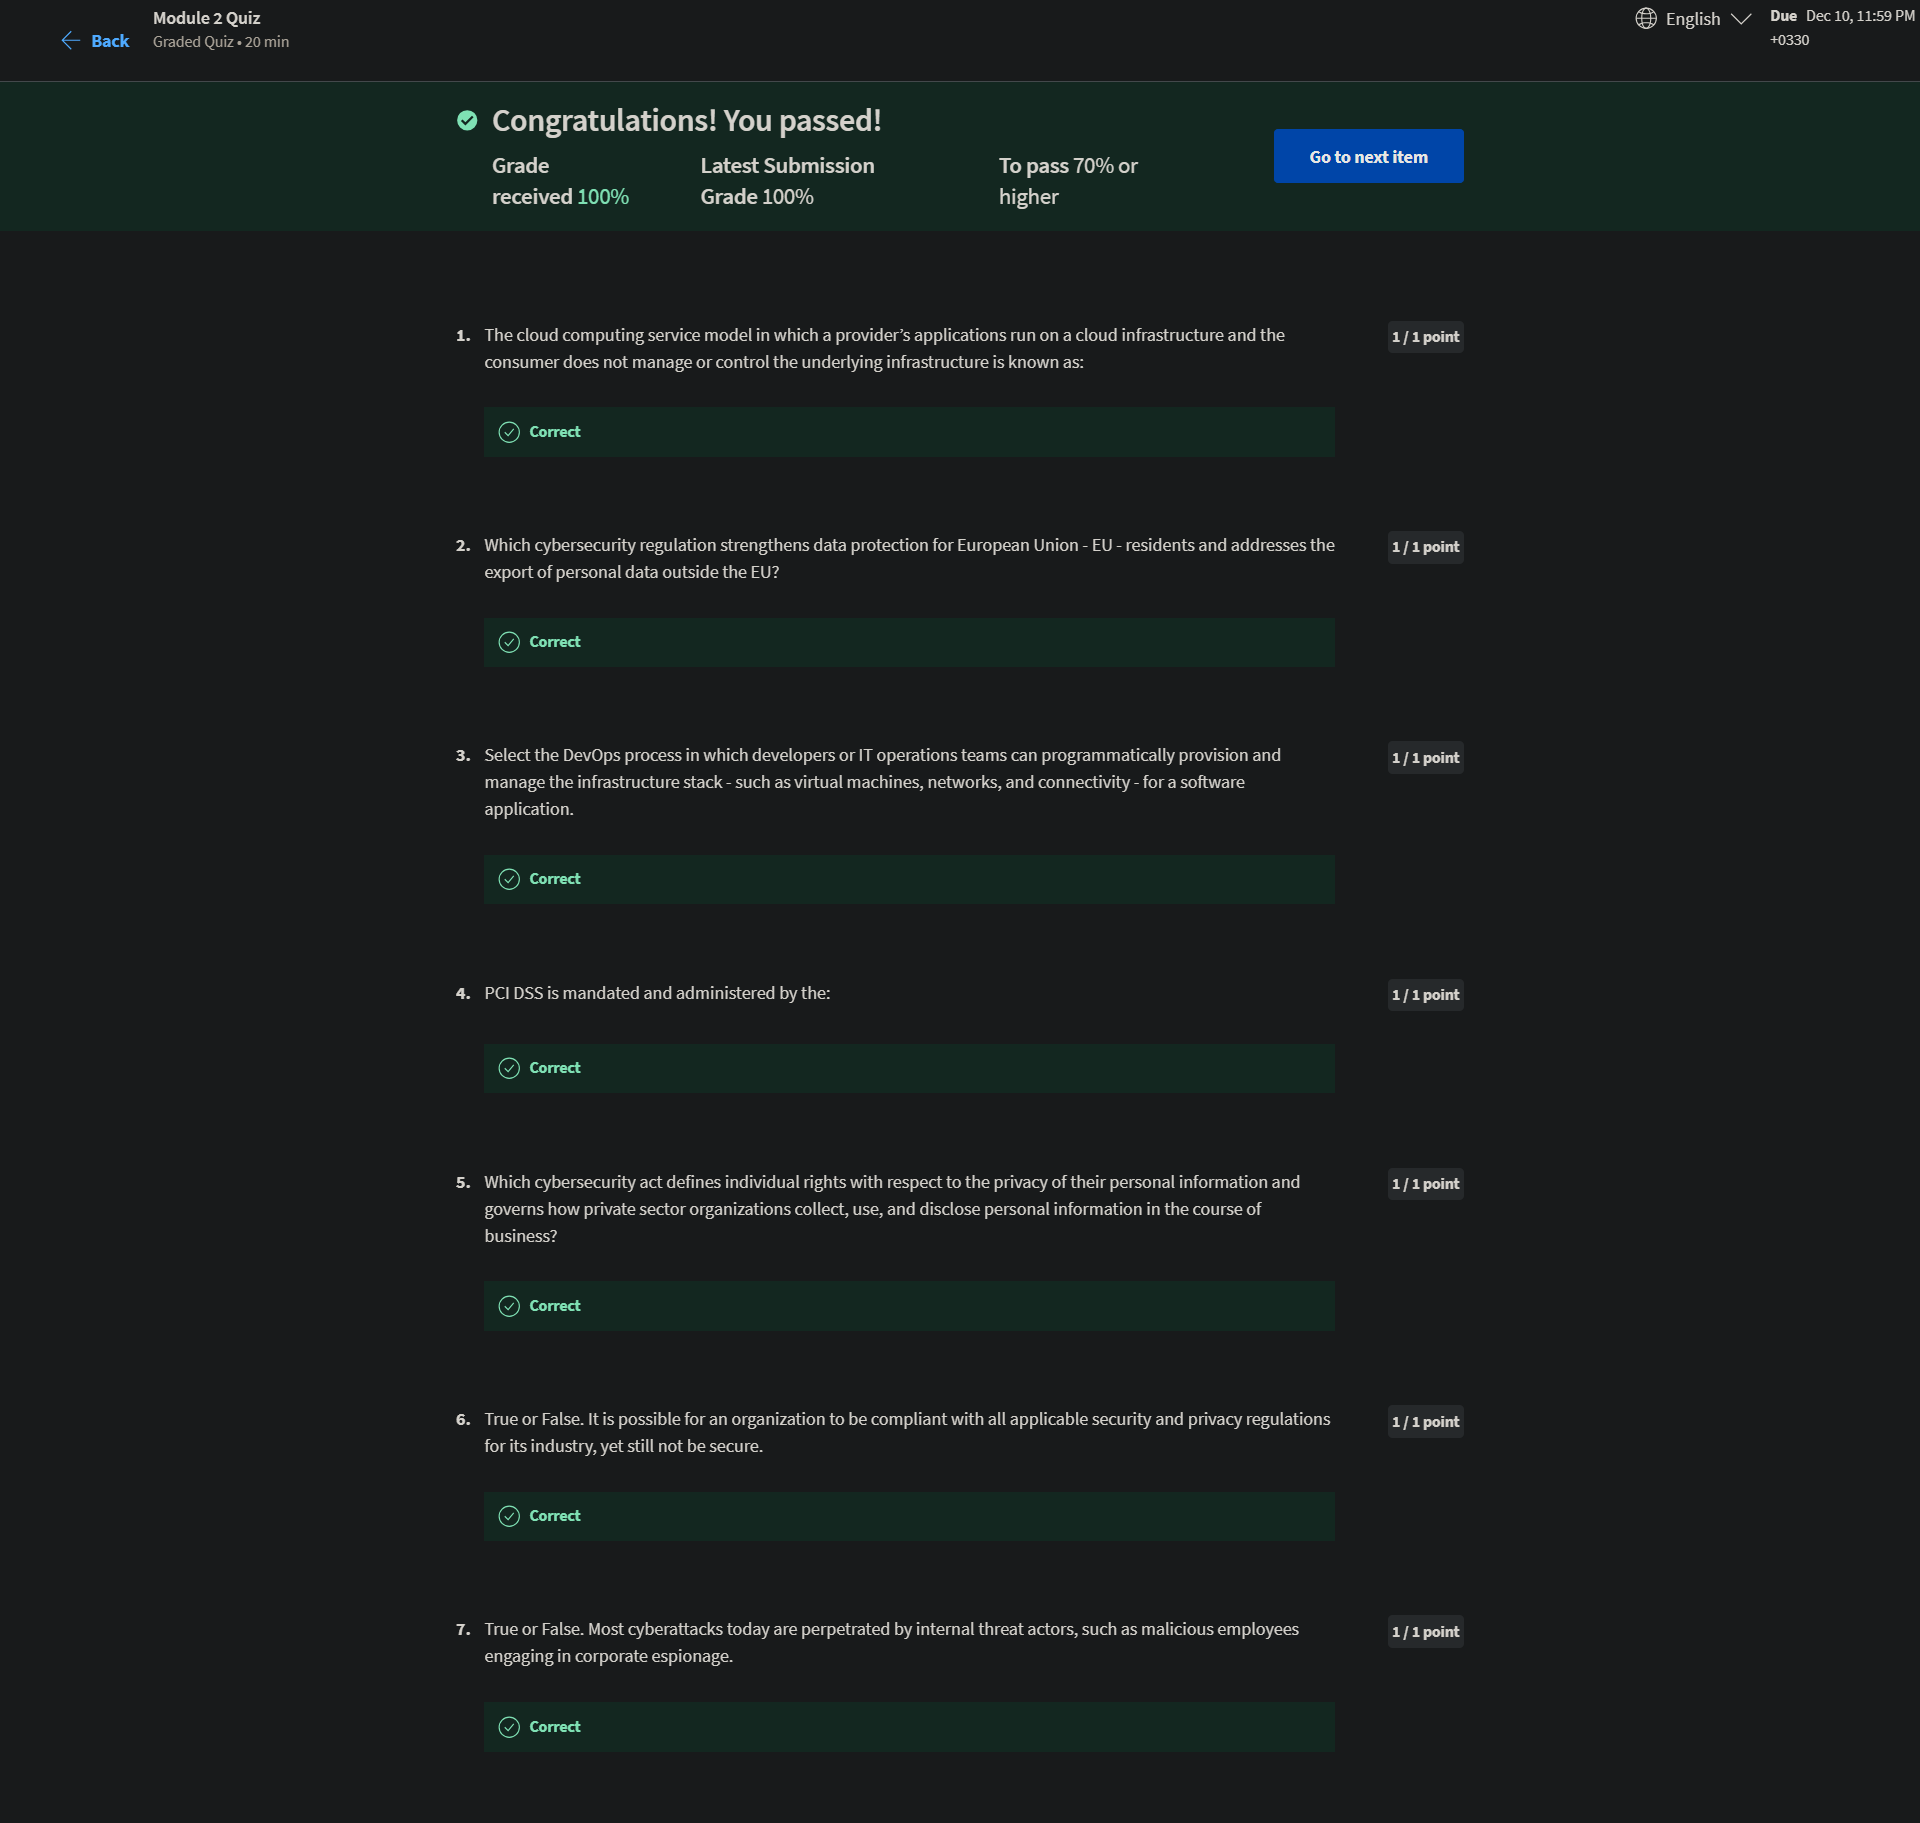 Back
Module 2 Quiz
Graded Quiz • 20 min
English
Due Dec 10, 11:59 PM
+0330
Congratulations! You passed!
Grade
received 100%
Latest Submission
Grade 100%
To pass 70% or
higher
Go to next item
1. The cloud computing service model in which a provider’s applications run on a cloud infrastructure and the
consumer does not manage or control the underlying infrastructure is known as:
1 / 1 point
Correct
2. Which cybersecurity regulation strengthens data protection for European Union - EU - residents and addresses the
export of personal data outside the EU?
1 / 1 point
Correct
3. Select the DevOps process in which developers or IT operations teams can programmatically provision and
manage the infrastructure stack - such as virtual machines, networks, and connectivity - for a software
application.
1 / 1 point
Correct
4. PCI DSS is mandated and administered by the:
1 / 1 point
Correct
5. Which cybersecurity act defines individual rights with respect to the privacy of their personal information and
governs how private sector organizations collect, use, and disclose personal information in the course of
business?
1 / 1 point
Correct
6. True or False. It is possible for an organization to be compliant with all applicable security and privacy regulations
for its industry, yet still not be secure.
1 / 1 point
Correct
7. True or False. Most cyberattacks today are perpetrated by internal threat actors, such as malicious employees
engaging in corporate espionage.
1 / 1 point
Correct